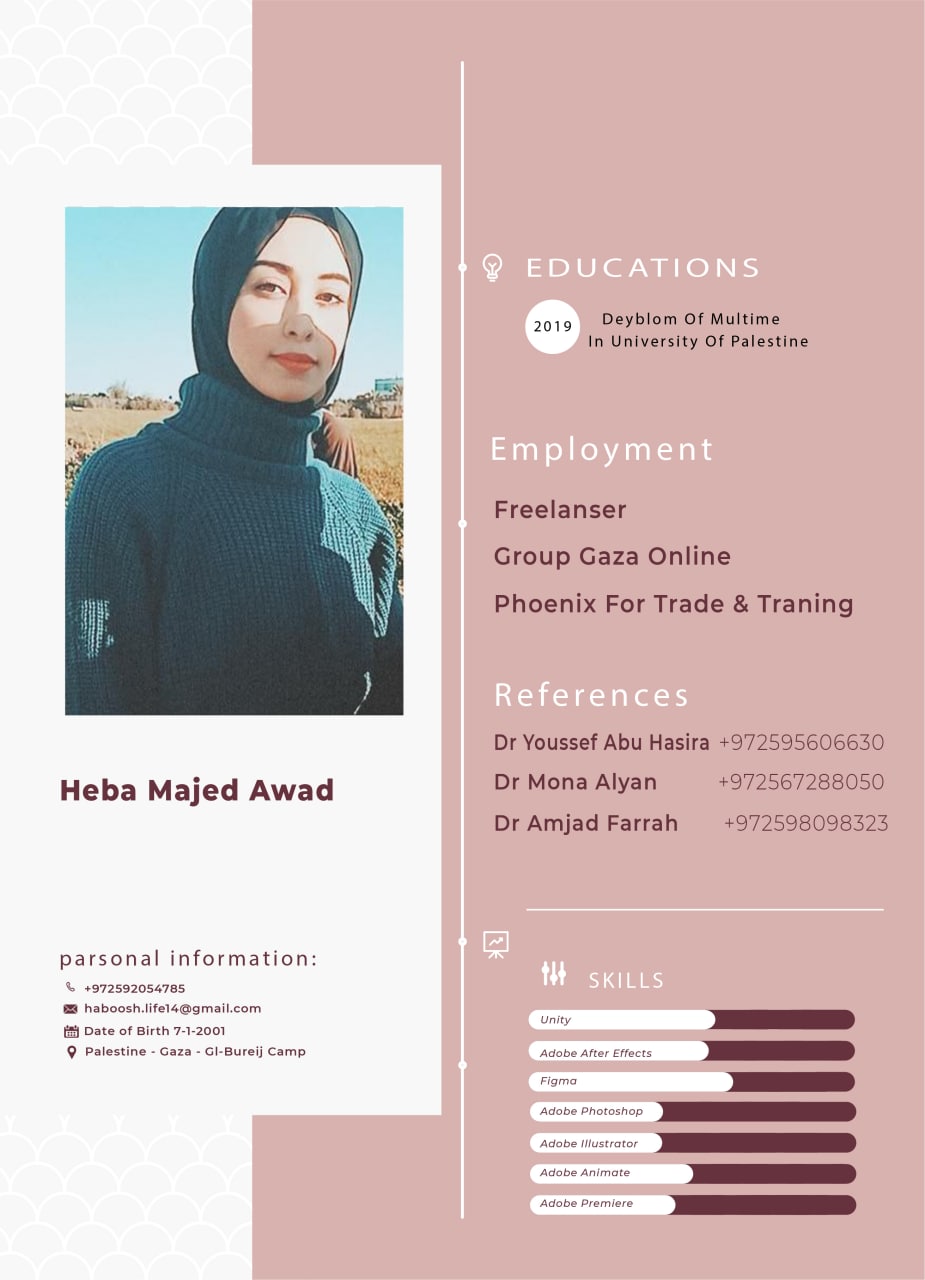 Heba Majed Awad
parsonal information:
+972592054785
haboosh.life14@gmail.com
Date of Birth 7-1-2001
Palestine - Gaza - Gl-Bureij Camp
EDUCATIONS
2019
Deyblom Of Multime
In University Of Palestine
Employment
Freelanser
Group Gaza Online
Phoenix For Trade & Traning
References
Dr Youssef Abu Hasira +972595606630
Dr Mona Alyan +972567288050
Dr Amjad Farrah +972598098323
SKILLS
Unity
Adobe After Effects
Figma
Adobe Photoshop
Adobe Illustrator
Adobe Animate
Adobe Premiere